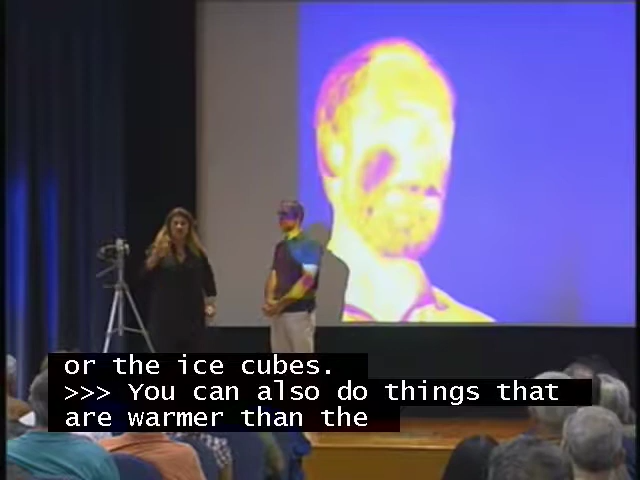 or the ice cubes.
>>> You can also do things that
are warmer than the